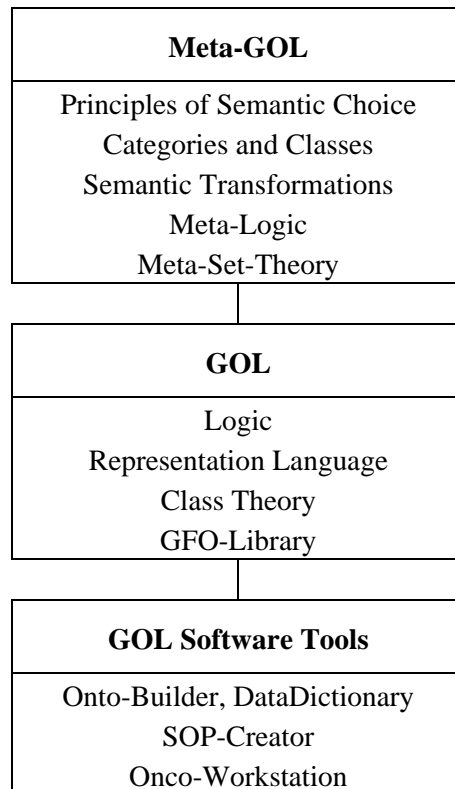 Meta-GOL
Principles of Semantic Choice
Categories and Classes
Semantic Transformations
Meta-Logic
Meta-Set-Theory
GOL
Logic
Representation Language
Class Theory
GFO-Library
GOL Software Tools
Onto-Builder, DataDictionary
SOP-Creator
Onco-Workstation